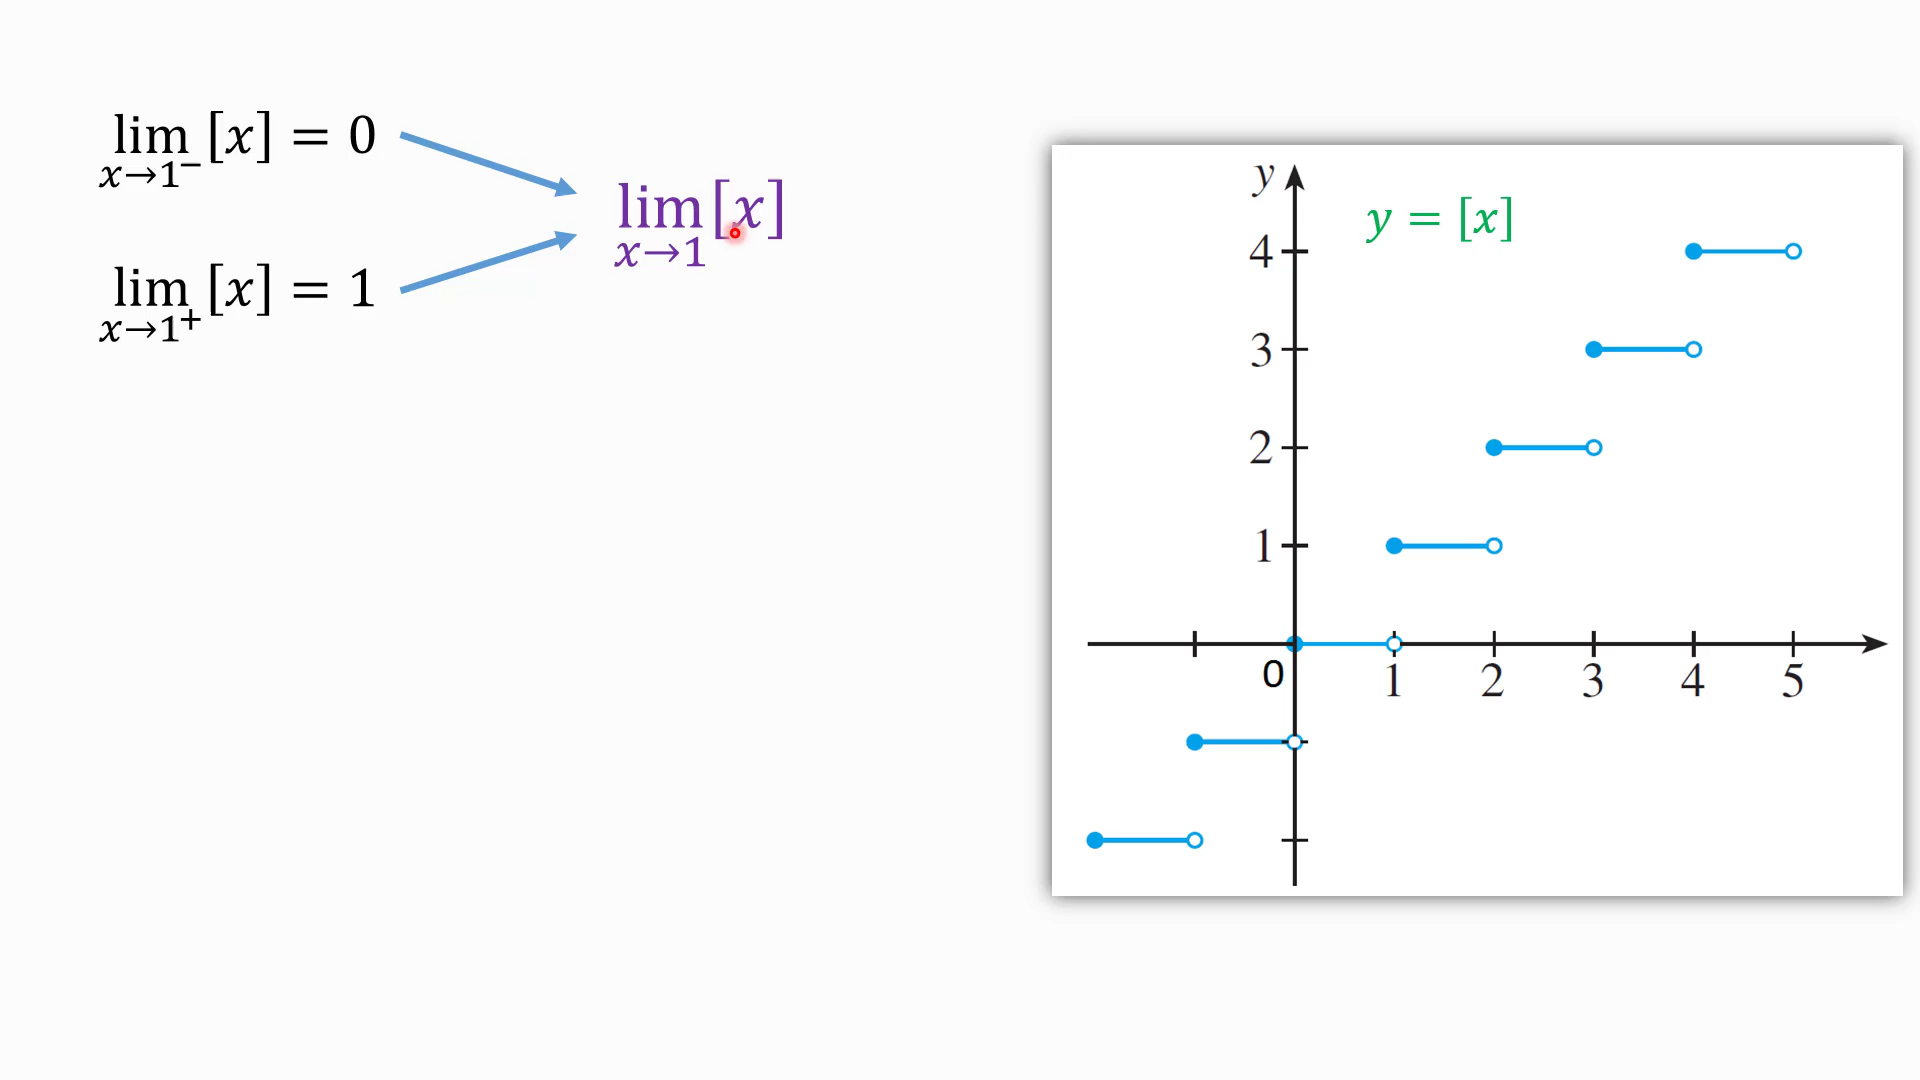 lim [x] = 0
x→1⁻
lim [x] = 1
x→1⁺
lim [x]
x→1
y
y = [x]
4
3
2
1
0 1 2 3 4 5